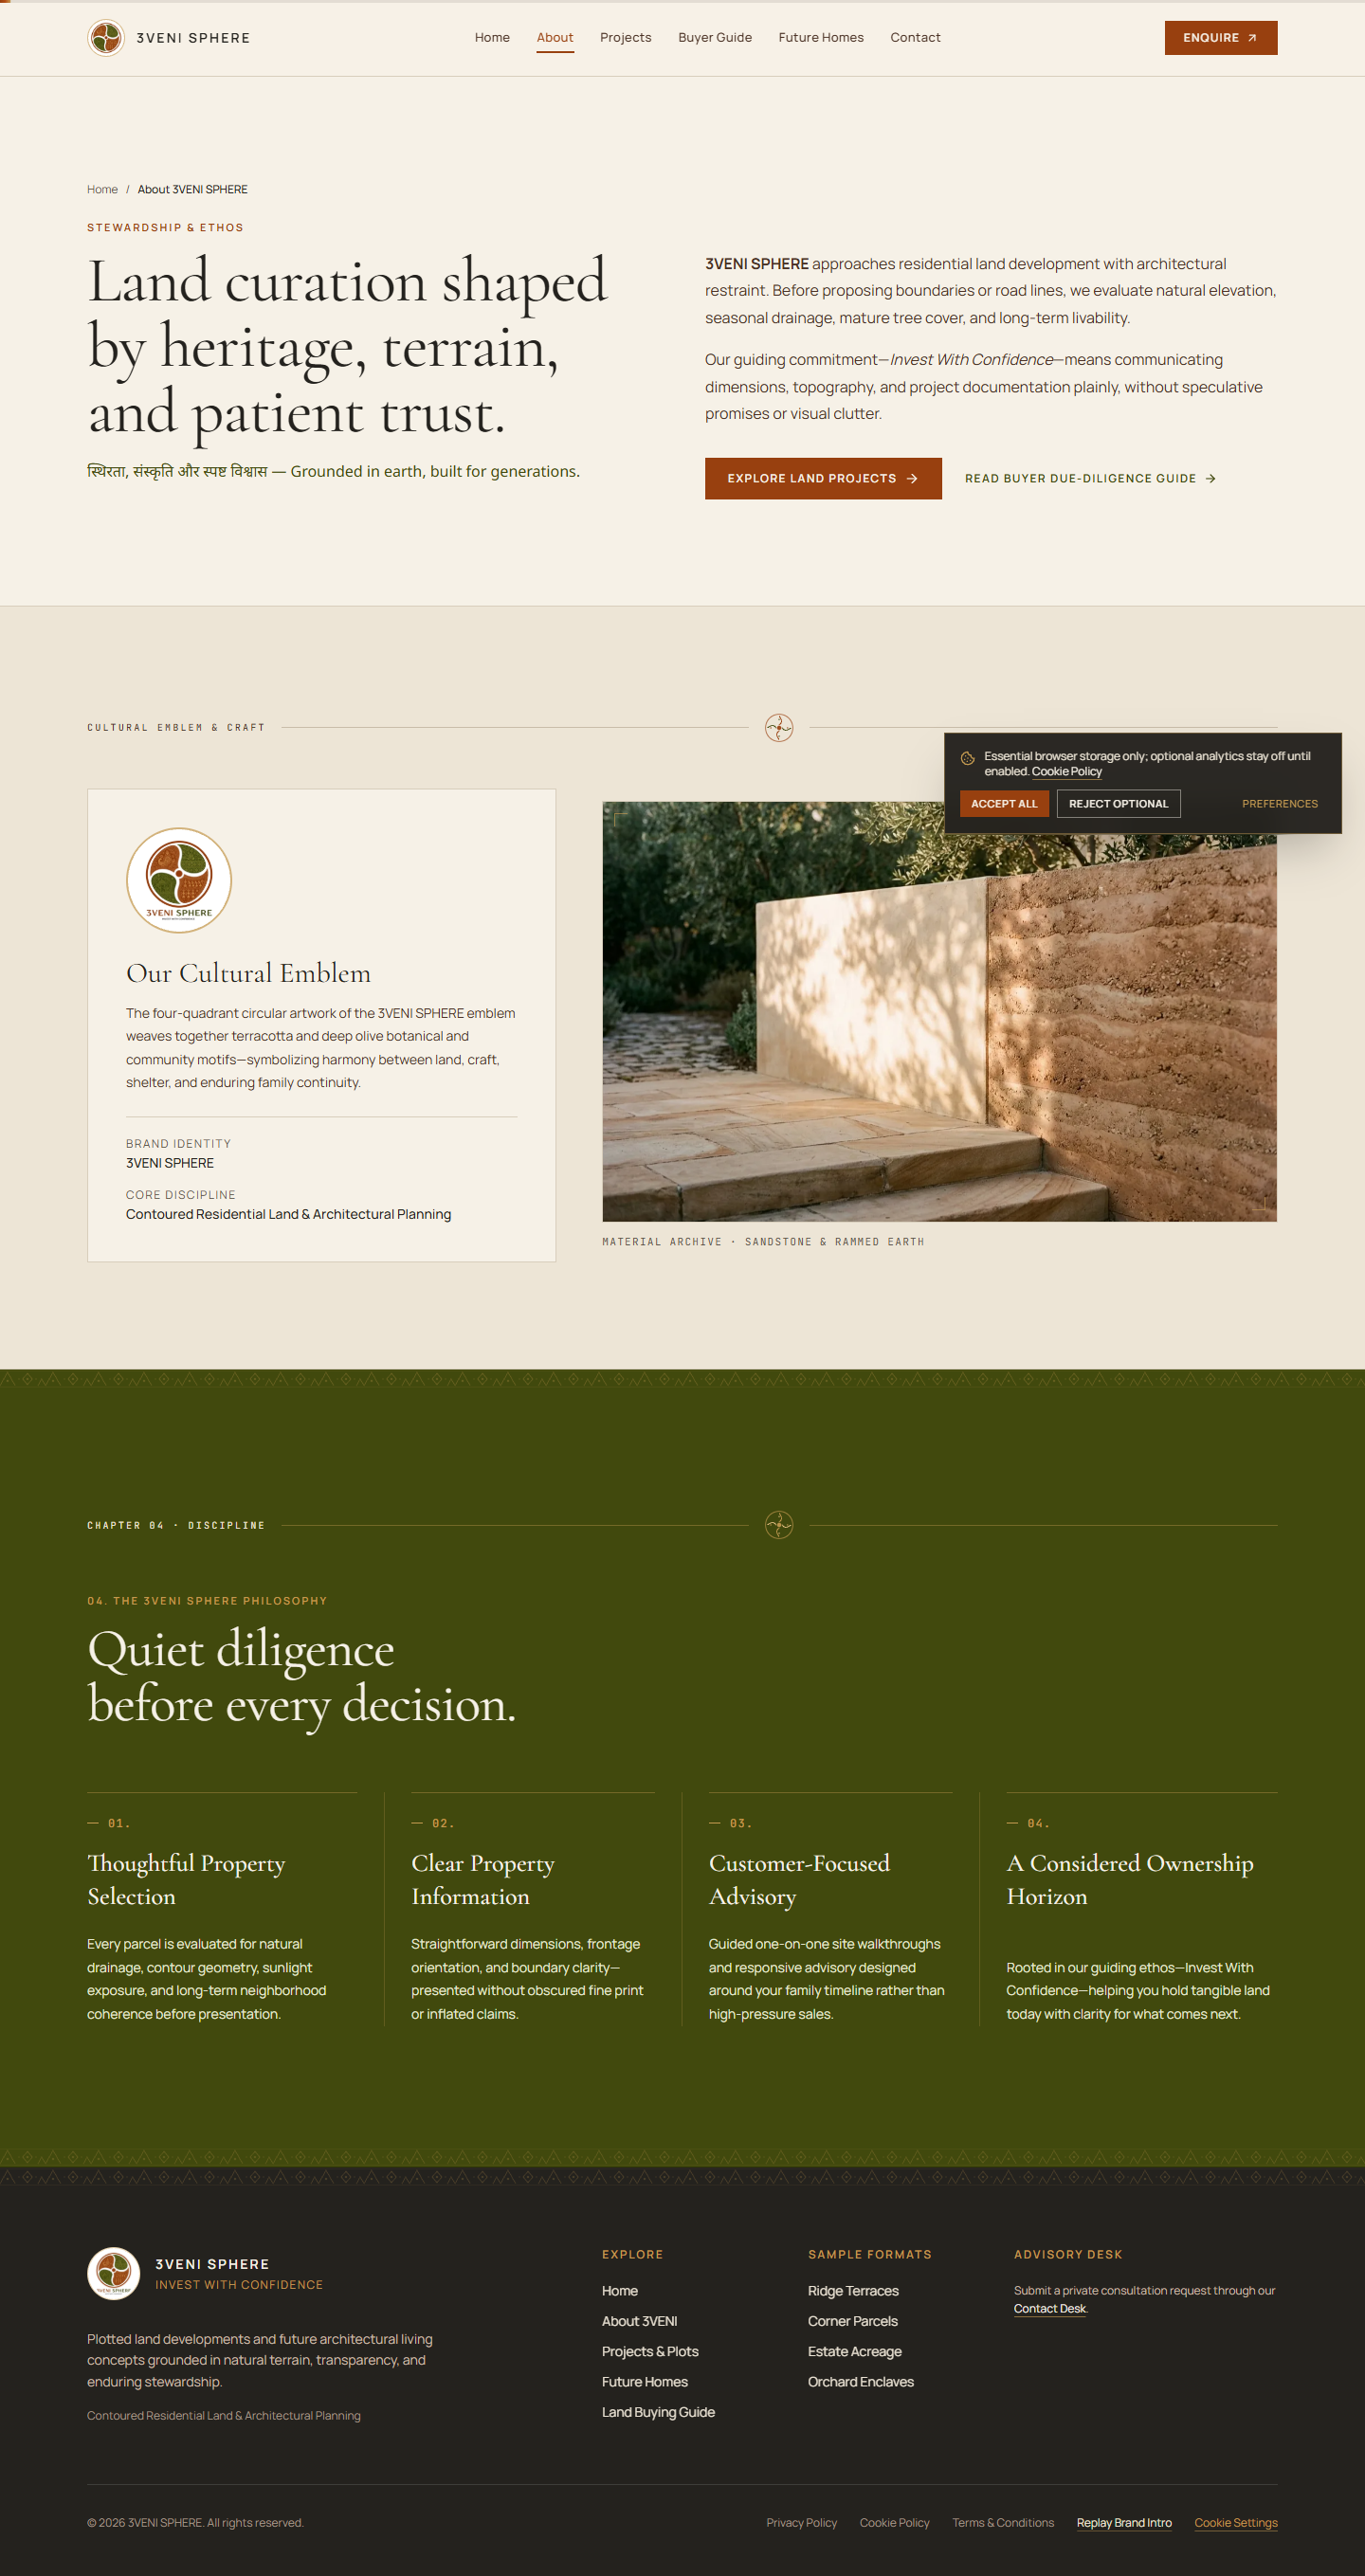 3VENI SPHERE
Home
About
Projects
Buyer Guide
Future Homes
Contact
ENQUIRE
Home / About 3VENI SPHERE
STEWARDSHIP & ETHOS
Land curation shaped
by heritage, terrain,
and patient trust.
स्थिरता, संस्कृति और स्पष्ट विश्वास — Grounded in earth, built for generations.
3VENI SPHERE approaches residential land development with architectural
restraint. Before proposing boundaries or road lines, we evaluate natural elevation,
seasonal drainage, mature tree cover, and long-term livability.
Our guiding commitment—Invest With Confidence—means communicating
dimensions, topography, and project documentation plainly, without speculative
promises or visual clutter.
EXPLORE LAND PROJECTS
READ BUYER DUE-DILIGENCE GUIDE
CULTURAL EMBLEM & CRAFT
Essential browser storage only; optional analytics stay off until
enabled. Cookie Policy
ACCEPT ALL
REJECT OPTIONAL
PREFERENCES
3VENI SPHERE
Our Cultural Emblem
The four-quadrant circular artwork of the 3VENI SPHERE emblem
weaves together terracotta and deep olive botanical and
community motifs—symbolizing harmony between land, craft,
shelter, and enduring family continuity.
BRAND IDENTITY
3VENI SPHERE
CORE DISCIPLINE
Contoured Residential Land & Architectural Planning
MATERIAL ARCHIVE · SANDSTONE & RAMMED EARTH
CHAPTER 04 · DISCIPLINE
04. THE 3VENI SPHERE PHILOSOPHY
Quiet diligence
before every decision.
— 01.
Thoughtful Property
Selection
Every parcel is evaluated for natural
drainage, contour geometry, sunlight
exposure, and long-term neighborhood
coherence before presentation.
— 02.
Clear Property
Information
Straightforward dimensions, frontage
orientation, and boundary clarity—
presented without obscured fine print
or inflated claims.
— 03.
Customer-Focused
Advisory
Guided one-on-one site walkthroughs
and responsive advisory designed
around your family timeline rather than
high-pressure sales.
— 04.
A Considered Ownership
Horizon
Rooted in our guiding ethos—Invest With
Confidence—helping you hold tangible land
today with clarity for what comes next.
3VENI SPHERE
INVEST WITH CONFIDENCE
Plotted land developments and future architectural living
concepts grounded in natural terrain, transparency, and
enduring stewardship.
Contoured Residential Land & Architectural Planning
EXPLORE
Home
About 3VENI
Projects & Plots
Future Homes
Land Buying Guide
SAMPLE FORMATS
Ridge Terraces
Corner Parcels
Estate Acreage
Orchard Enclaves
ADVISORY DESK
Submit a private consultation request through our
Contact Desk.
© 2026 3VENI SPHERE. All rights reserved.
Privacy Policy
Cookie Policy
Terms & Conditions
Replay Brand Intro
Cookie Settings